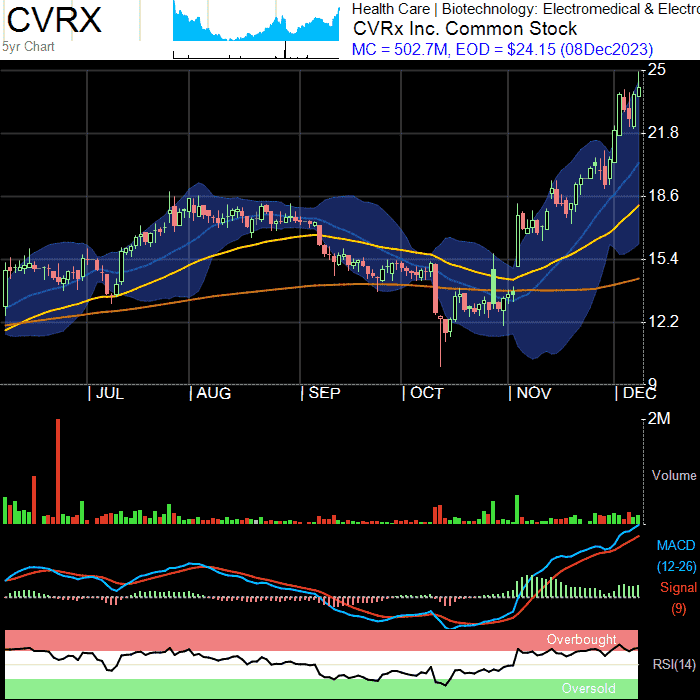 CVRX
5yr Chart
Health Care | Biotechnology: Electromedical & Electro
CVRx Inc. Common Stock
MC = 502.7M, EOD = $24.15 (08Dec2023)
25
21.8
18.6
15.4
12.2
9
| JUL | AUG | SEP | OCT | NOV | DEC
2M
Volume
MACD
(12-26)
Signal
(9)
Overbought
RSI(14)
Oversold